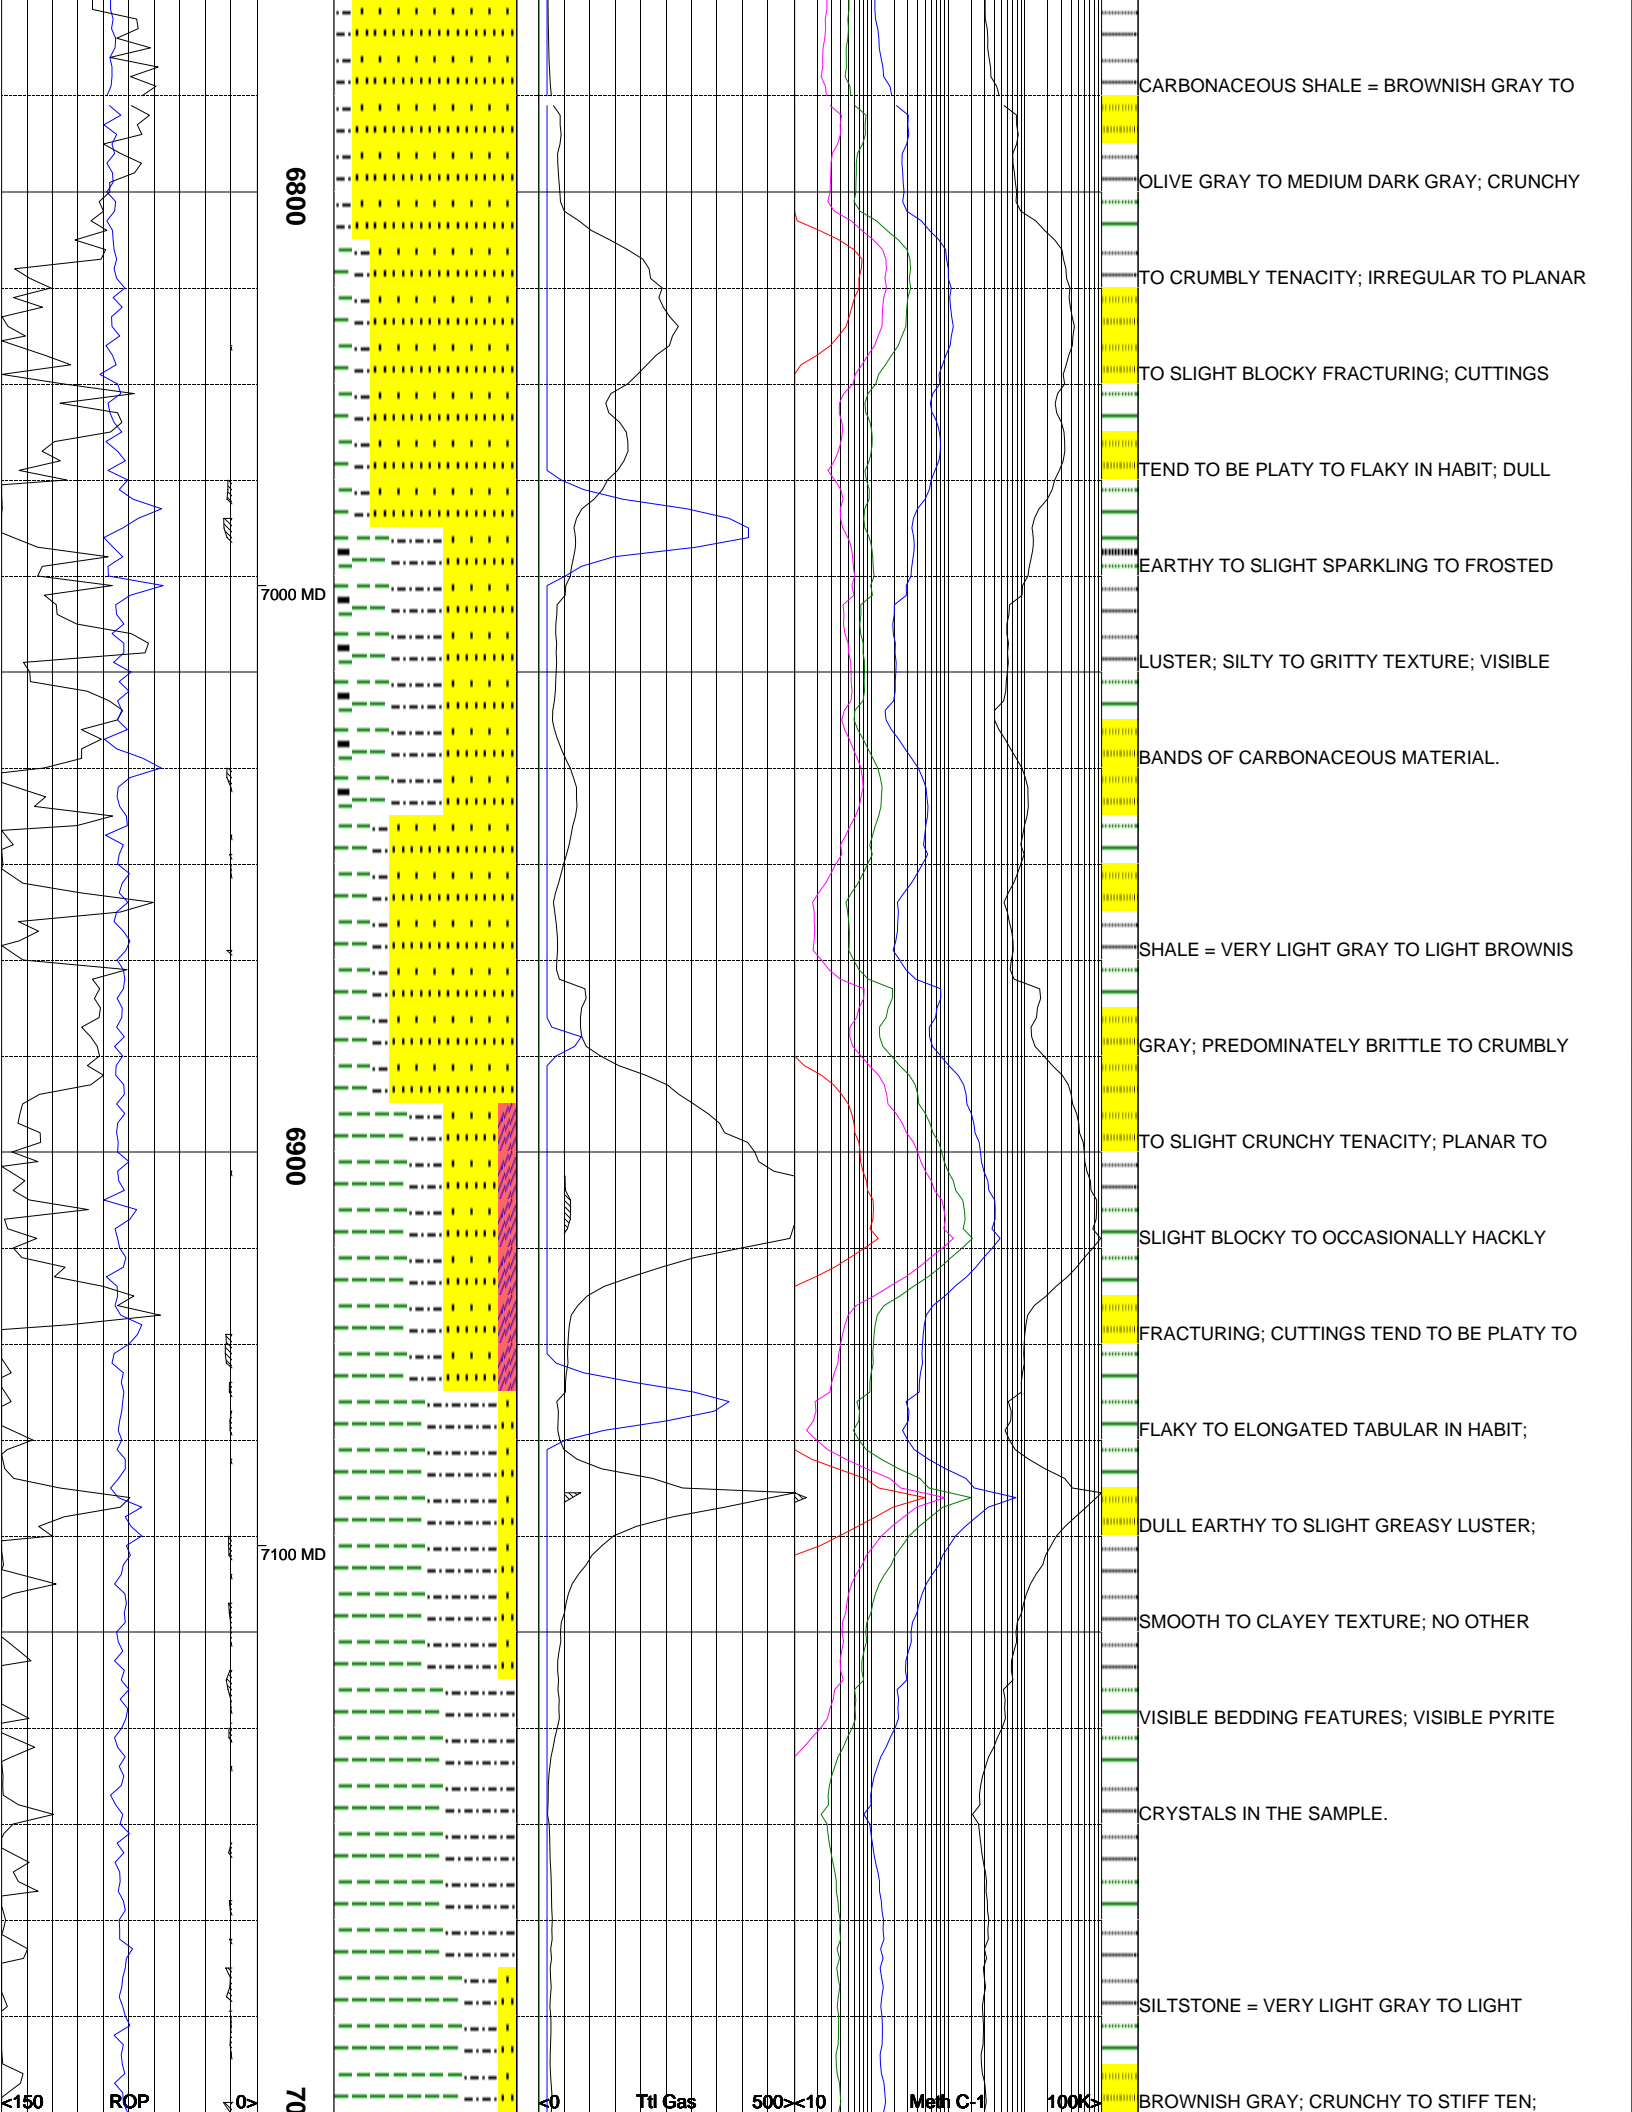 CARBONACEOUS SHALE = BROWNISH GRAY TO
6800
OLIVE GRAY TO MEDIUM DARK GRAY; CRUNCHY
TO CRUMBLY TENACITY; IRREGULAR TO PLANAR
TO SLIGHT BLOCKY FRACTURING; CUTTINGS
TEND TO BE PLATY TO FLAKY IN HABIT; DULL
EARTHY TO SLIGHT SPARKLING TO FROSTED
7000 MD
LUSTER; SILTY TO GRITTY TEXTURE; VISIBLE
BANDS OF CARBONACEOUS MATERIAL.
SHALE = VERY LIGHT GRAY TO LIGHT BROWNIS
GRAY; PREDOMINATELY BRITTLE TO CRUMBLY
6900
TO SLIGHT CRUNCHY TENACITY; PLANAR TO
SLIGHT BLOCKY TO OCCASIONALLY HACKLY
FRACTURING; CUTTINGS TEND TO BE PLATY TO
FLAKY TO ELONGATED TABULAR IN HABIT;
DULL EARTHY TO SLIGHT GREASY LUSTER;
7100 MD
SMOOTH TO CLAYEY TEXTURE; NO OTHER
VISIBLE BEDDING FEATURES; VISIBLE PYRITE
CRYSTALS IN THE SAMPLE.
SILTSTONE = VERY LIGHT GRAY TO LIGHT
<150 ROP 0> 70 <0 Ttl Gas 500><10 Meth C-1 100K>
BROWNISH GRAY; CRUNCHY TO STIFF TEN;